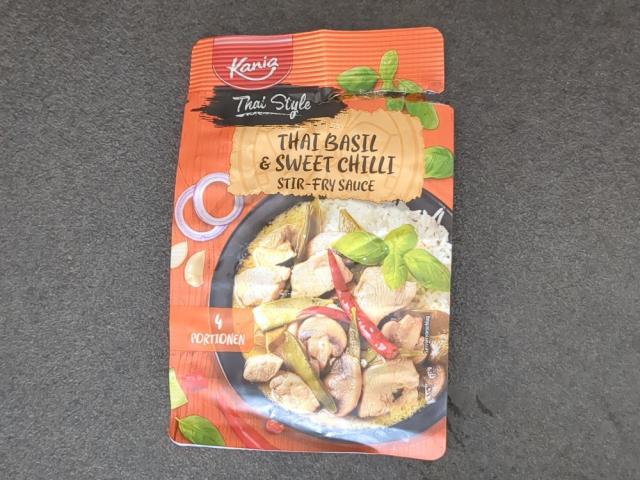 Kania
Thai Style
THAI BASIL
& SWEET CHILLI
STIR-FRY SAUCE
4
PORTIONEN